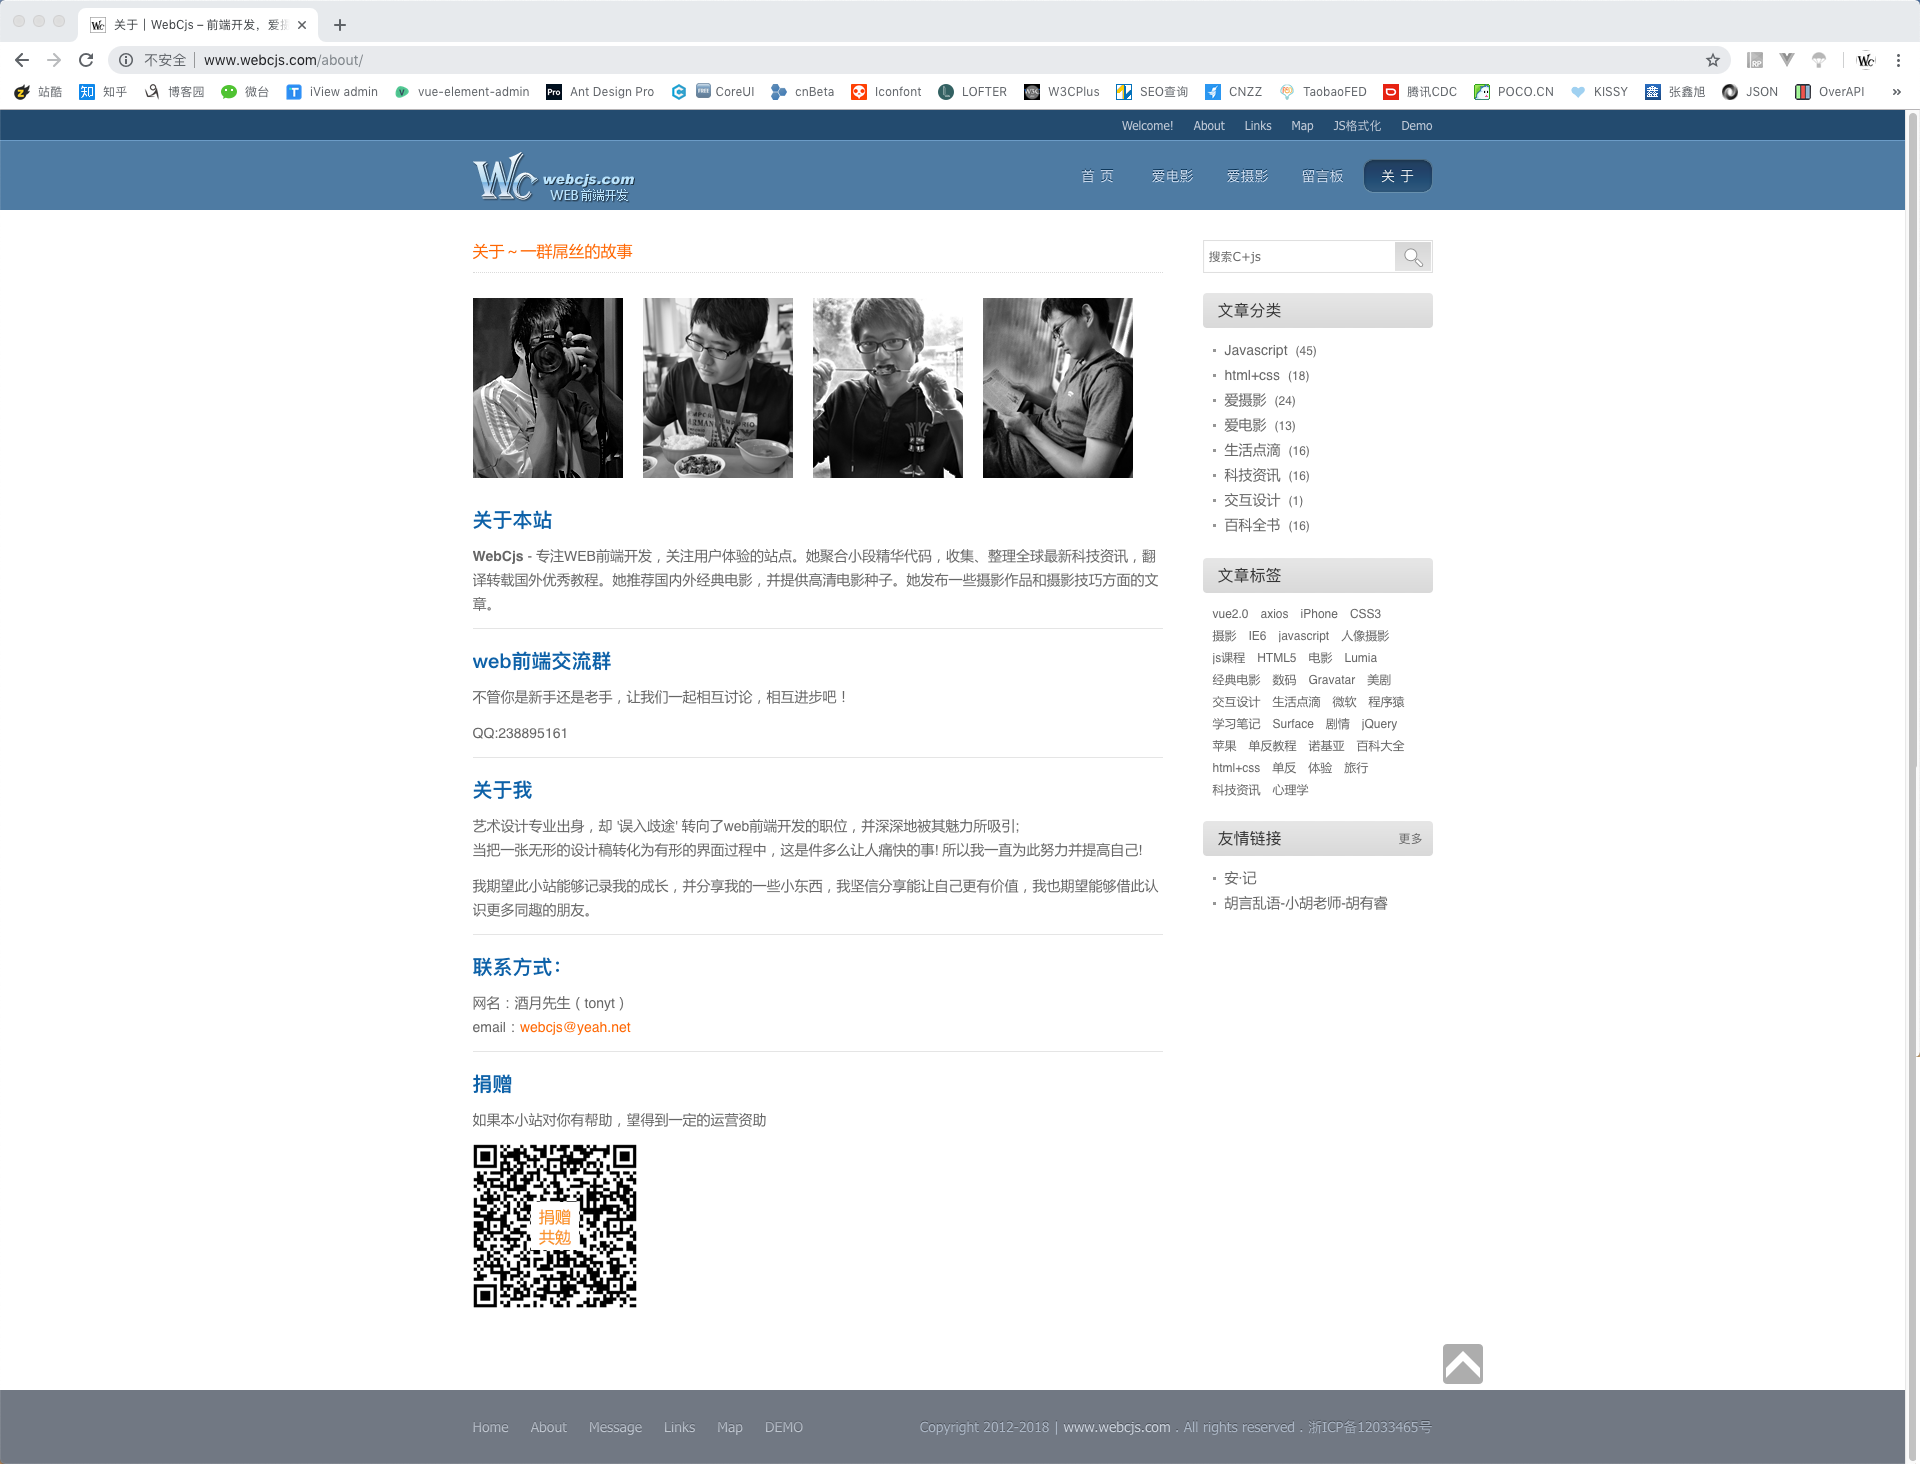 关于 | WebCjs – 前端开发，爱摄
不安全 | www.webcjs.com/about/
站酷 知乎 博客园 微台 iView admin vue-element-admin Ant Design Pro CoreUI cnBeta Iconfont LOFTER W3CPlus SEO查询 CNZZ TaobaoFED 腾讯CDC POCO.CN KISSY 张鑫旭 JSON OverAPI »
Welcome! About Links Map JS格式化 Demo
Wc webcjs.com
WEB 前端开发
首 页 爱电影 爱摄影 留言板 关 于
关于～一群屌丝的故事
关于本站
WebCjs - 专注WEB前端开发，关注用户体验的站点。她聚合小段精华代码，收集、整理全球最新科技资讯，翻
译转载国外优秀教程。她推荐国内外经典电影，并提供高清电影种子。她发布一些摄影作品和摄影技巧方面的文
章。
web前端交流群
不管你是新手还是老手，让我们一起相互讨论，相互进步吧！
QQ:238895161
关于我
艺术设计专业出身，却 '误入歧途' 转向了web前端开发的职位，并深深地被其魅力所吸引;
当把一张无形的设计稿转化为有形的界面过程中，这是件多么让人痛快的事! 所以我一直为此努力并提高自己!
我期望此小站能够记录我的成长，并分享我的一些小东西，我坚信分享能让自己更有价值，我也期望能够借此认
识更多同趣的朋友。
联系方式：
网名：酒月先生（tonyt）
email：webcjs@yeah.net
捐赠
如果本小站对你有帮助，望得到一定的运营资助
捐赠
共勉
搜索C+js
文章分类
Javascript (45)
html+css (18)
爱摄影 (24)
爱电影 (13)
生活点滴 (16)
科技资讯 (16)
交互设计 (1)
百科全书 (16)
文章标签
vue2.0 axios iPhone CSS3
摄影 IE6 javascript 人像摄影
js课程 HTML5 电影 Lumia
经典电影 数码 Gravatar 美剧
交互设计 生活点滴 微软 程序猿
学习笔记 Surface 剧情 jQuery
苹果 单反教程 诺基亚 百科大全
html+css 单反 体验 旅行
科技资讯 心理学
友情链接 更多
安·记
胡言乱语-小胡老师-胡有睿
Home About Message Links Map DEMO
Copyright 2012-2018 | www.webcjs.com . All rights reserved . 浙ICP备12033465号